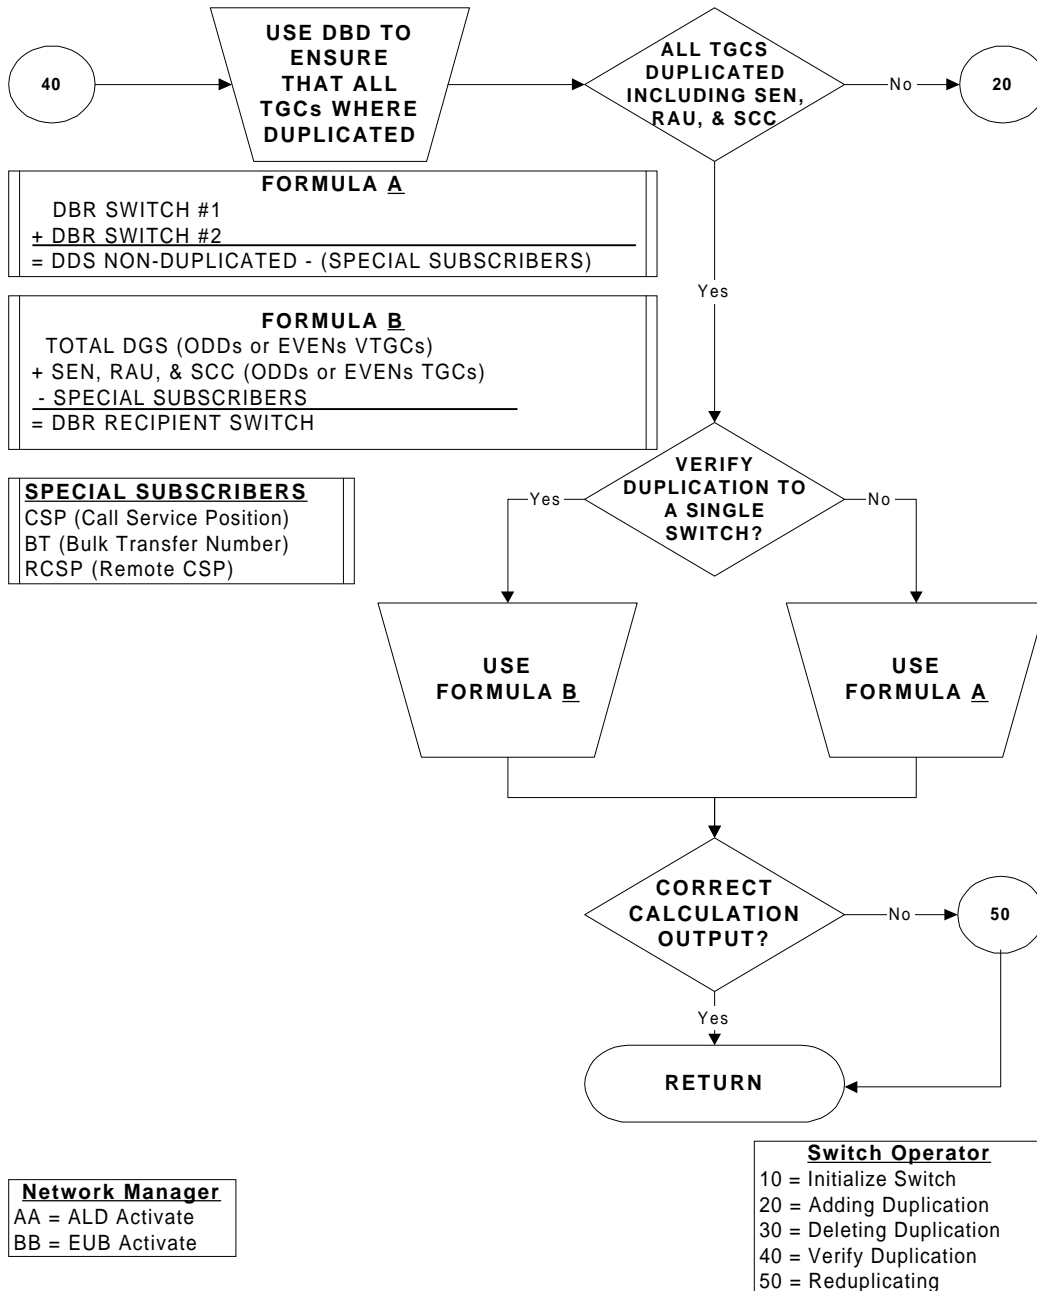 40
USE DBD TO
ENSURE
THAT ALL
TGCs WHERE
DUPLICATED
ALL TGCS
DUPLICATED
INCLUDING SEN,
RAU, & SCC
No
20
FORMULA A
DBR SWITCH #1
+ DBR SWITCH #2
= DDS NON-DUPLICATED - (SPECIAL SUBSCRIBERS)
Yes
FORMULA B
TOTAL DGS (ODDs or EVENs VTGCs)
+ SEN, RAU, & SCC (ODDs or EVENs TGCs)
- SPECIAL SUBSCRIBERS
= DBR RECIPIENT SWITCH
SPECIAL SUBSCRIBERS
CSP (Call Service Position)
BT (Bulk Transfer Number)
RCSP (Remote CSP)
VERIFY
DUPLICATION TO
A SINGLE
SWITCH?
Yes
No
USE
FORMULA B
USE
FORMULA A
CORRECT
CALCULATION
OUTPUT?
No
50
Yes
RETURN
Network Manager
AA = ALD Activate
BB = EUB Activate
Switch Operator
10 = Initialize Switch
20 = Adding Duplication
30 = Deleting Duplication
40 = Verify Duplication
50 = Reduplicating